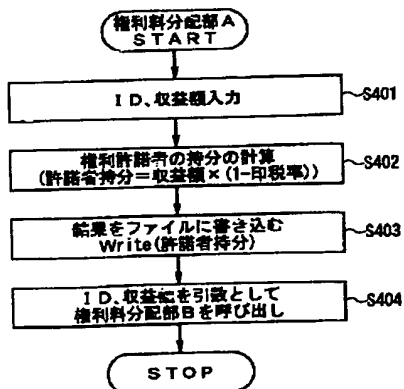 権利料分配部A
START
ID、収益額入力
S401
権利許諾者の持分の計算
(許諾者持分=収益額×(1-印税率))
S402
結果をファイルに書き込む
Write(許諾者持分)
S403
ID、収益額を引数として
権利料分配部Bを呼び出し
S404
STOP